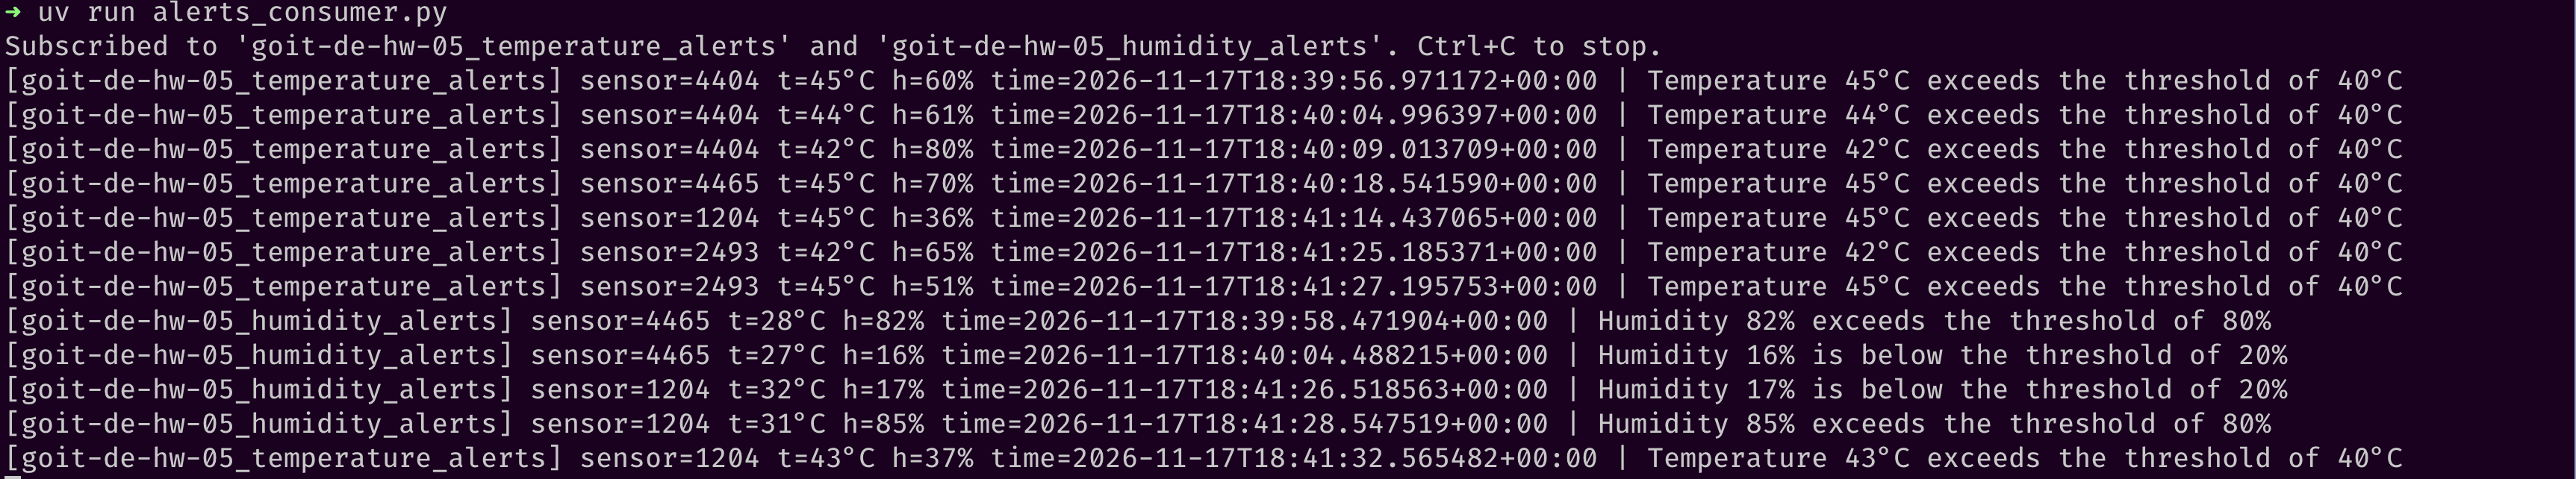 → uv run alerts_consumer.py
Subscribed to 'goit-de-hw-05_temperature_alerts' and 'goit-de-hw-05_humidity_alerts'. Ctrl+C to stop.
[goit-de-hw-05_temperature_alerts] sensor=4404 t=45°C h=60% time=2026-11-17T18:39:56.971172+00:00 | Temperature 45°C exceeds the threshold of 40°C
[goit-de-hw-05_temperature_alerts] sensor=4404 t=44°C h=61% time=2026-11-17T18:40:04.996397+00:00 | Temperature 44°C exceeds the threshold of 40°C
[goit-de-hw-05_temperature_alerts] sensor=4404 t=42°C h=80% time=2026-11-17T18:40:09.013709+00:00 | Temperature 42°C exceeds the threshold of 40°C
[goit-de-hw-05_temperature_alerts] sensor=4465 t=45°C h=70% time=2026-11-17T18:40:18.541590+00:00 | Temperature 45°C exceeds the threshold of 40°C
[goit-de-hw-05_temperature_alerts] sensor=1204 t=45°C h=36% time=2026-11-17T18:41:14.437065+00:00 | Temperature 45°C exceeds the threshold of 40°C
[goit-de-hw-05_temperature_alerts] sensor=2493 t=42°C h=65% time=2026-11-17T18:41:25.185371+00:00 | Temperature 42°C exceeds the threshold of 40°C
[goit-de-hw-05_temperature_alerts] sensor=2493 t=45°C h=51% time=2026-11-17T18:41:27.195753+00:00 | Temperature 45°C exceeds the threshold of 40°C
[goit-de-hw-05_humidity_alerts] sensor=4465 t=28°C h=82% time=2026-11-17T18:39:58.471904+00:00 | Humidity 82% exceeds the threshold of 80%
[goit-de-hw-05_humidity_alerts] sensor=4465 t=27°C h=16% time=2026-11-17T18:40:04.488215+00:00 | Humidity 16% is below the threshold of 20%
[goit-de-hw-05_humidity_alerts] sensor=1204 t=32°C h=17% time=2026-11-17T18:41:26.518563+00:00 | Humidity 17% is below the threshold of 20%
[goit-de-hw-05_humidity_alerts] sensor=1204 t=31°C h=85% time=2026-11-17T18:41:28.547519+00:00 | Humidity 85% exceeds the threshold of 80%
[goit-de-hw-05_temperature_alerts] sensor=1204 t=43°C h=37% time=2026-11-17T18:41:32.565482+00:00 | Temperature 43°C exceeds the threshold of 40°C